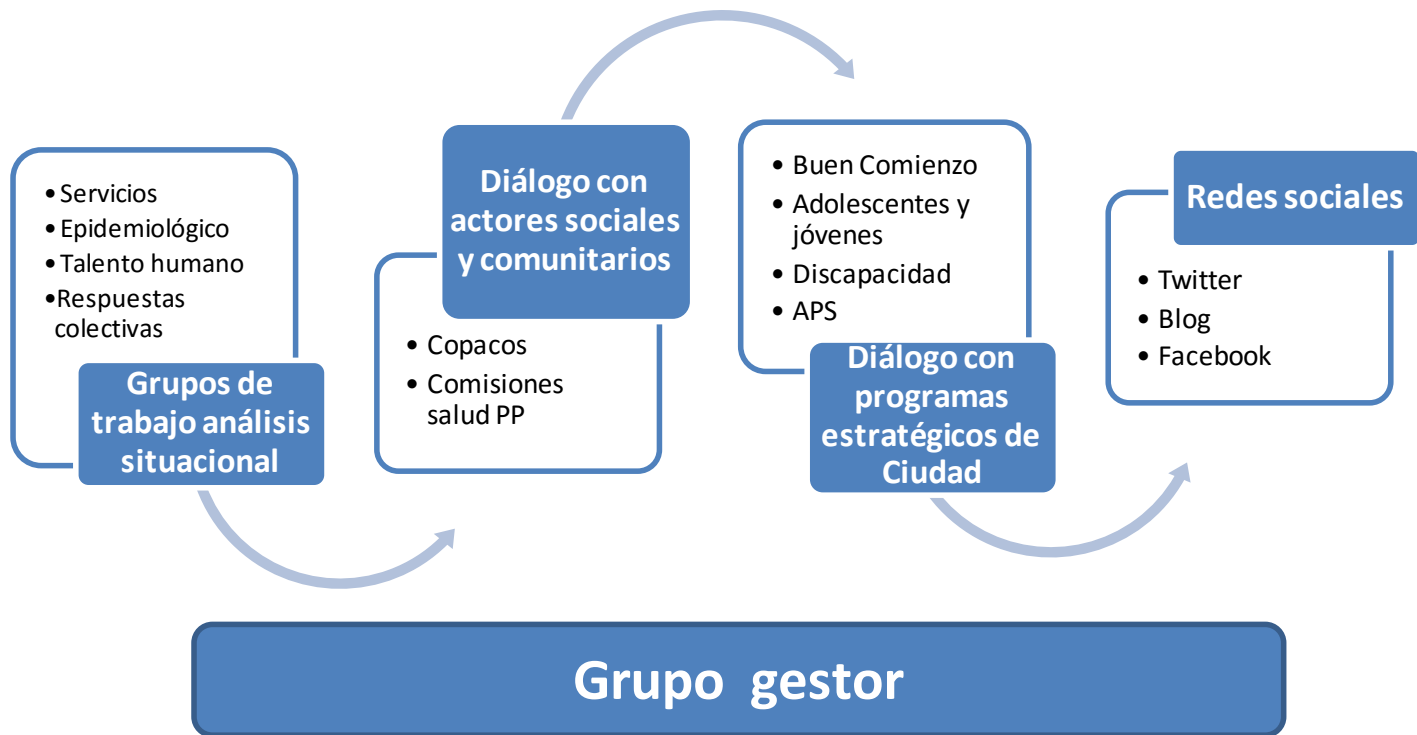 • Servicios
• Epidemiológico
• Talento humano
• Respuestas
colectivas
Grupos de
trabajo análisis
situacional
Diálogo con
actores sociales
y comunitarios
• Copacos
• Comisiones
salud PP
• Buen Comienzo
• Adolescentes y
jóvenes
• Discapacidad
• APS
Diálogo con
programas
estratégicos de
Ciudad
Redes sociales
• Twitter
• Blog
• Facebook
Grupo gestor